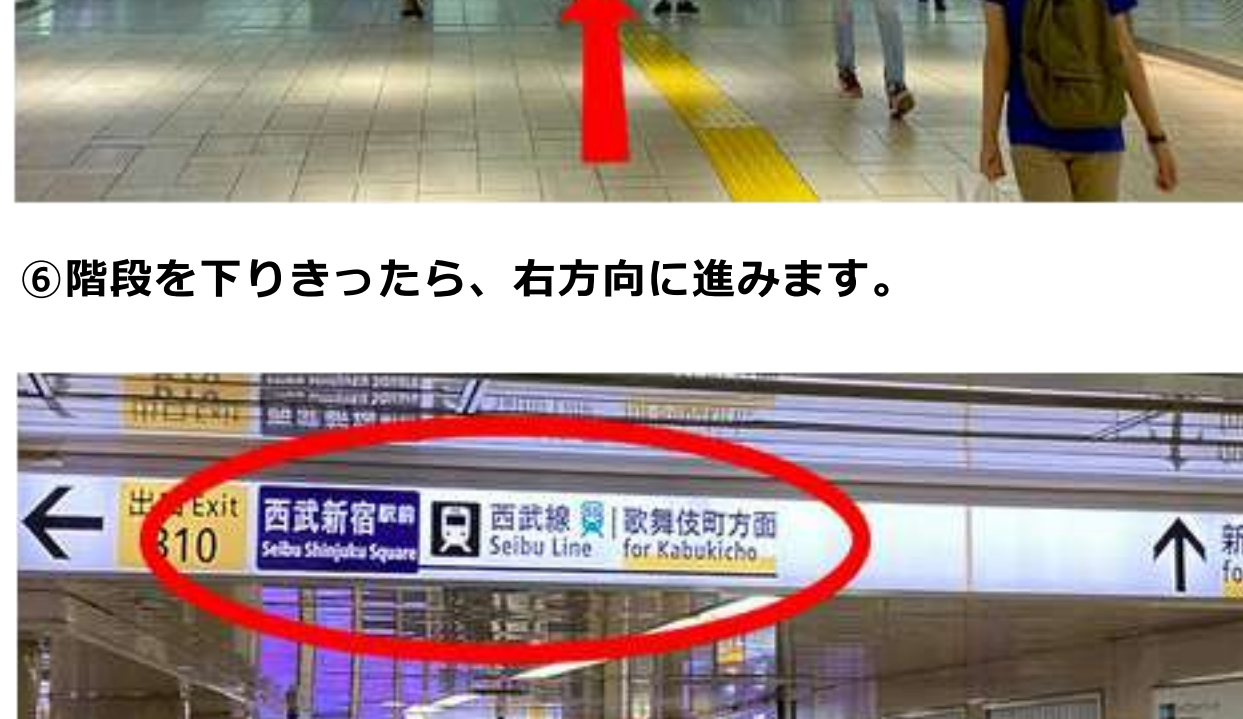 ⑥階段を下りきったら、右方向に進みます。
出口 Exit
B10
西武新宿駅前
Seibu Shinjuku Square
西武線
Seibu Line
歌舞伎町方面
for Kabukicho
新
fo